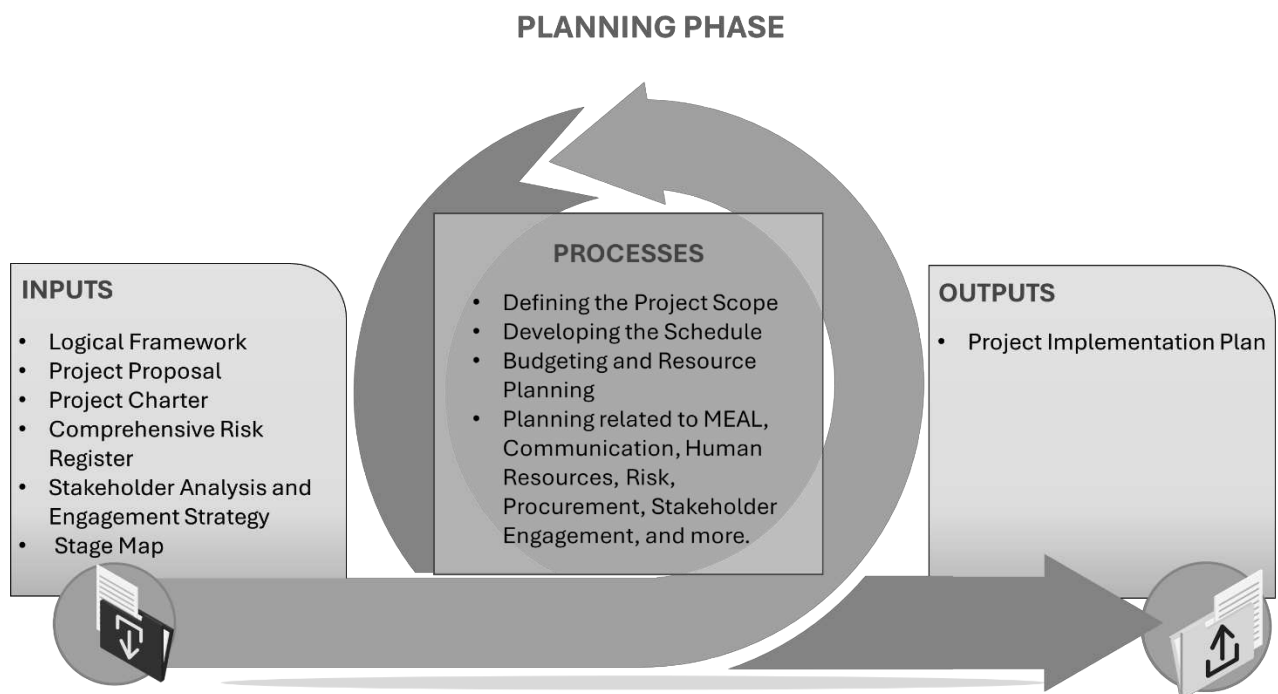 PLANNING PHASE
INPUTS
• Logical Framework
• Project Proposal
• Project Charter
• Comprehensive Risk
Register
• Stakeholder Analysis and
Engagement Strategy
• Stage Map
PROCESSES
• Defining the Project Scope
• Developing the Schedule
• Budgeting and Resource
Planning
• Planning related to MEAL,
Communication, Human
Resources, Risk,
Procurement, Stakeholder
Engagement, and more.
OUTPUTS
• Project Implementation Plan